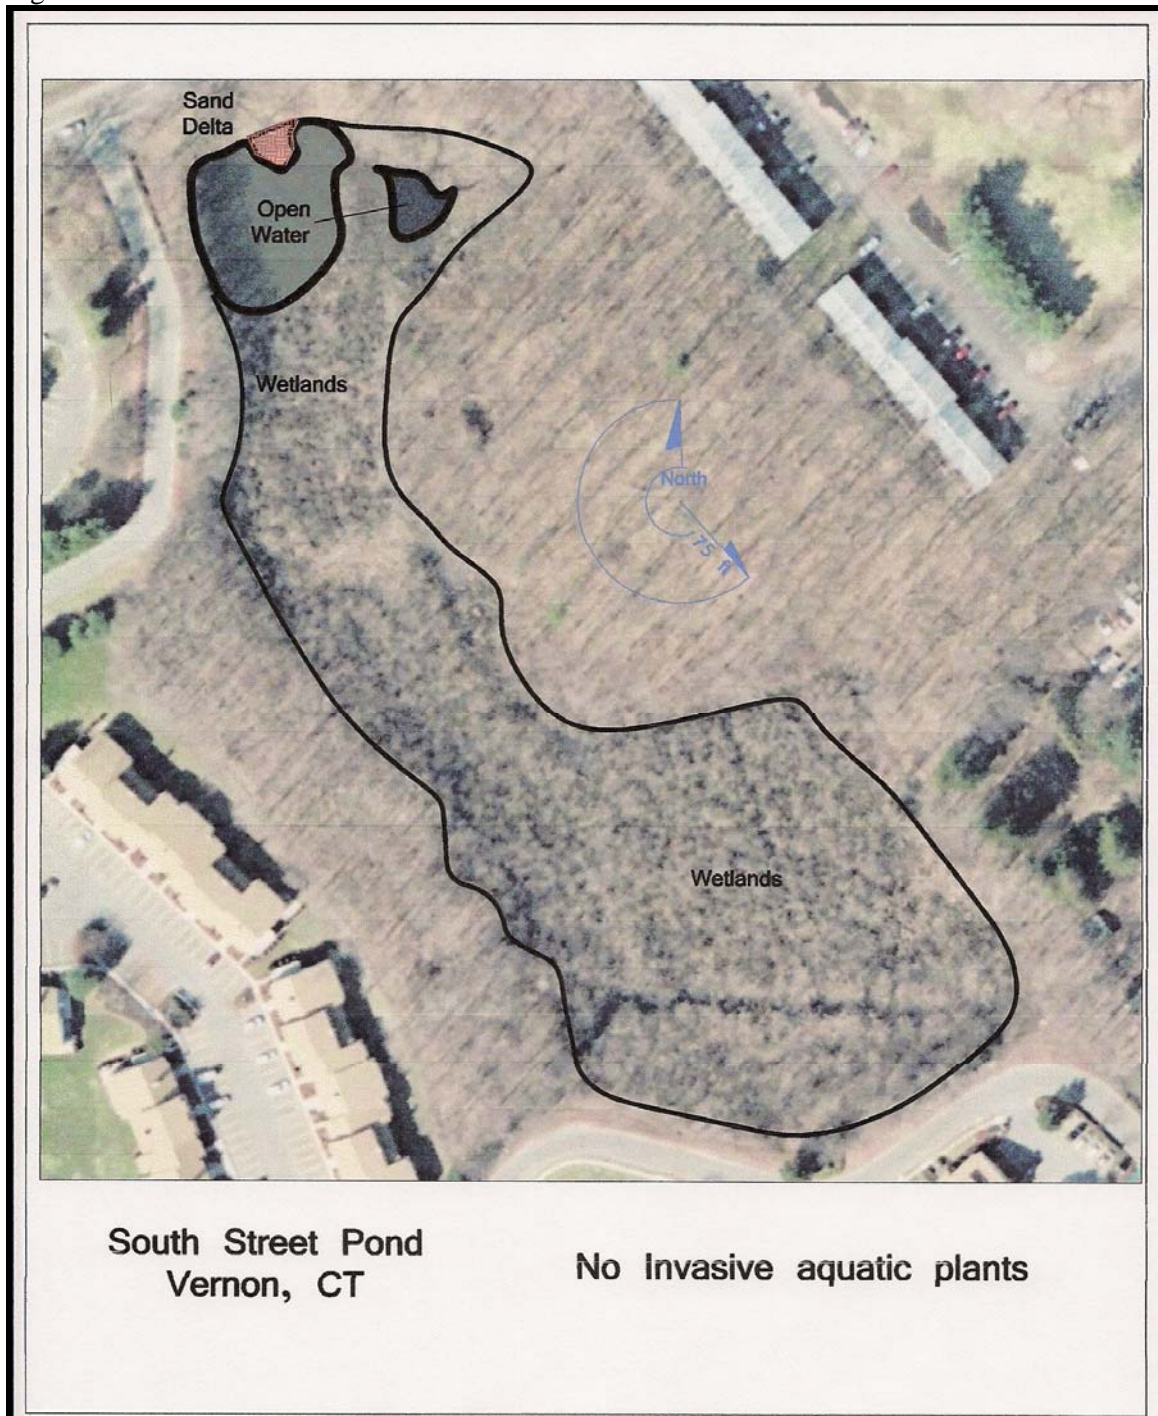 Sand
Delta
Open
Water
Wetlands
North
75 ft
Wetlands
South Street Pond
Vernon, CT
No Invasive aquatic plants